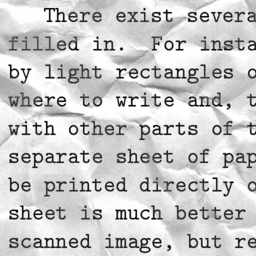 There exist severa
filled in. For insta
by light rectangles o
where to write and, t
with other parts of t
separate sheet of pap
be printed directly o
sheet is much better
scanned image, but re